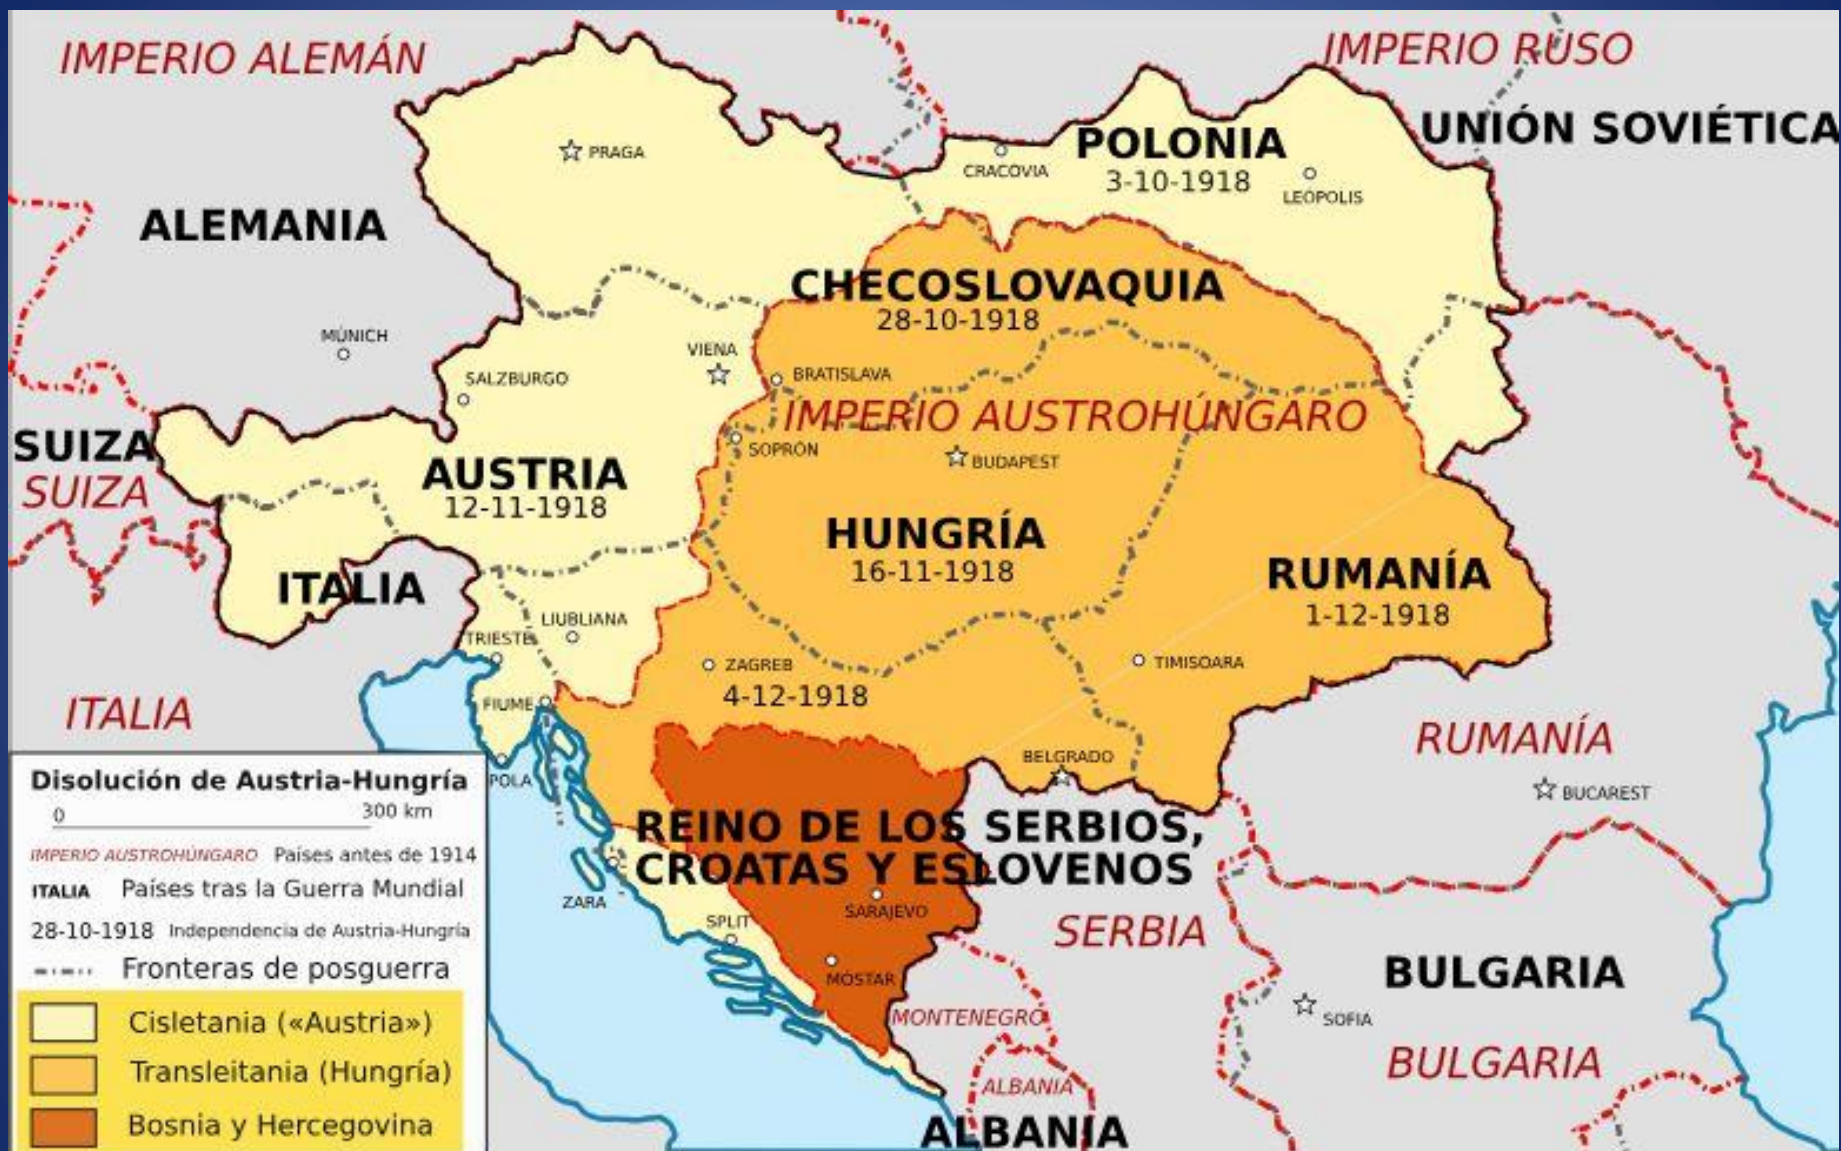 IMPERIO ALEMÁN
IMPERIO RUSO
UNIÓN SOVIÉTICA
POLONIA
3-10-1918
PRAGA
CRACOVIA
LEÓPOLIS
ALEMANIA
CHECOSLOVAQUIA
28-10-1918
MÚNICH
VIENA
SALZBURGO
BRATISLAVA
IMPERIO AUSTROHÚNGARO
SUIZA
SUIZA
SOPRÓN
BUDAPEST
AUSTRIA
12-11-1918
HUNGRÍA
16-11-1918
ITALIA
RUMANÍA
1-12-1918
LIUBLIANA
TRIESTE
ZAGREB
4-12-1918
TIMISOARA
FIUME
ITALIA
RUMANÍA
BELGRADO
POLA
BUCAREST
REINO DE LOS SERBIOS,
CROATAS Y ESLOVENOS
ZARA
SARAJEVO
SPLIT
SERBIA
MÓSTAR
BULGARIA
MONTENEGRO
SOFIA
BULGARIA
ALBANIA
ALBANIA
Disolución de Austria-Hungría
0 300 km
IMPERIO AUSTROHÚNGARO Países antes de 1914
ITALIA Países tras la Guerra Mundial
28-10-1918 Independencia de Austria-Hungría
Fronteras de posguerra
Cisletania («Austria»)
Transleitania (Hungría)
Bosnia y Hercegovina